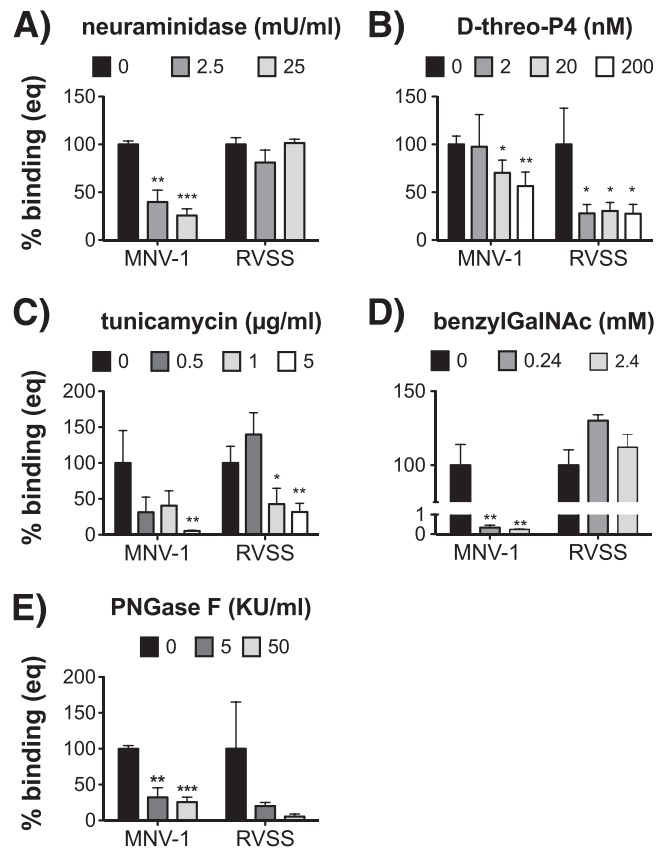 A) neuraminidase (mU/ml)
0 2.5 25
% binding (eq)
150
100
50
0
** ***
MNV-1 RVSS
B) D-threo-P4 (nM)
0 2 20 200
150
100
50
0
* ** * * *
MNV-1 RVSS
C) tunicamycin (µg/ml)
0 0.5 1 5
% binding (eq)
200
150
100
50
0
** * **
MNV-1 RVSS
D) benzylGalNAc (mM)
0 0.24 2.4
150
100
1
0
** **
MNV-1 RVSS
E) PNGase F (KU/ml)
0 5 50
% binding (eq)
200
150
100
50
0
** ***
MNV-1 RVSS